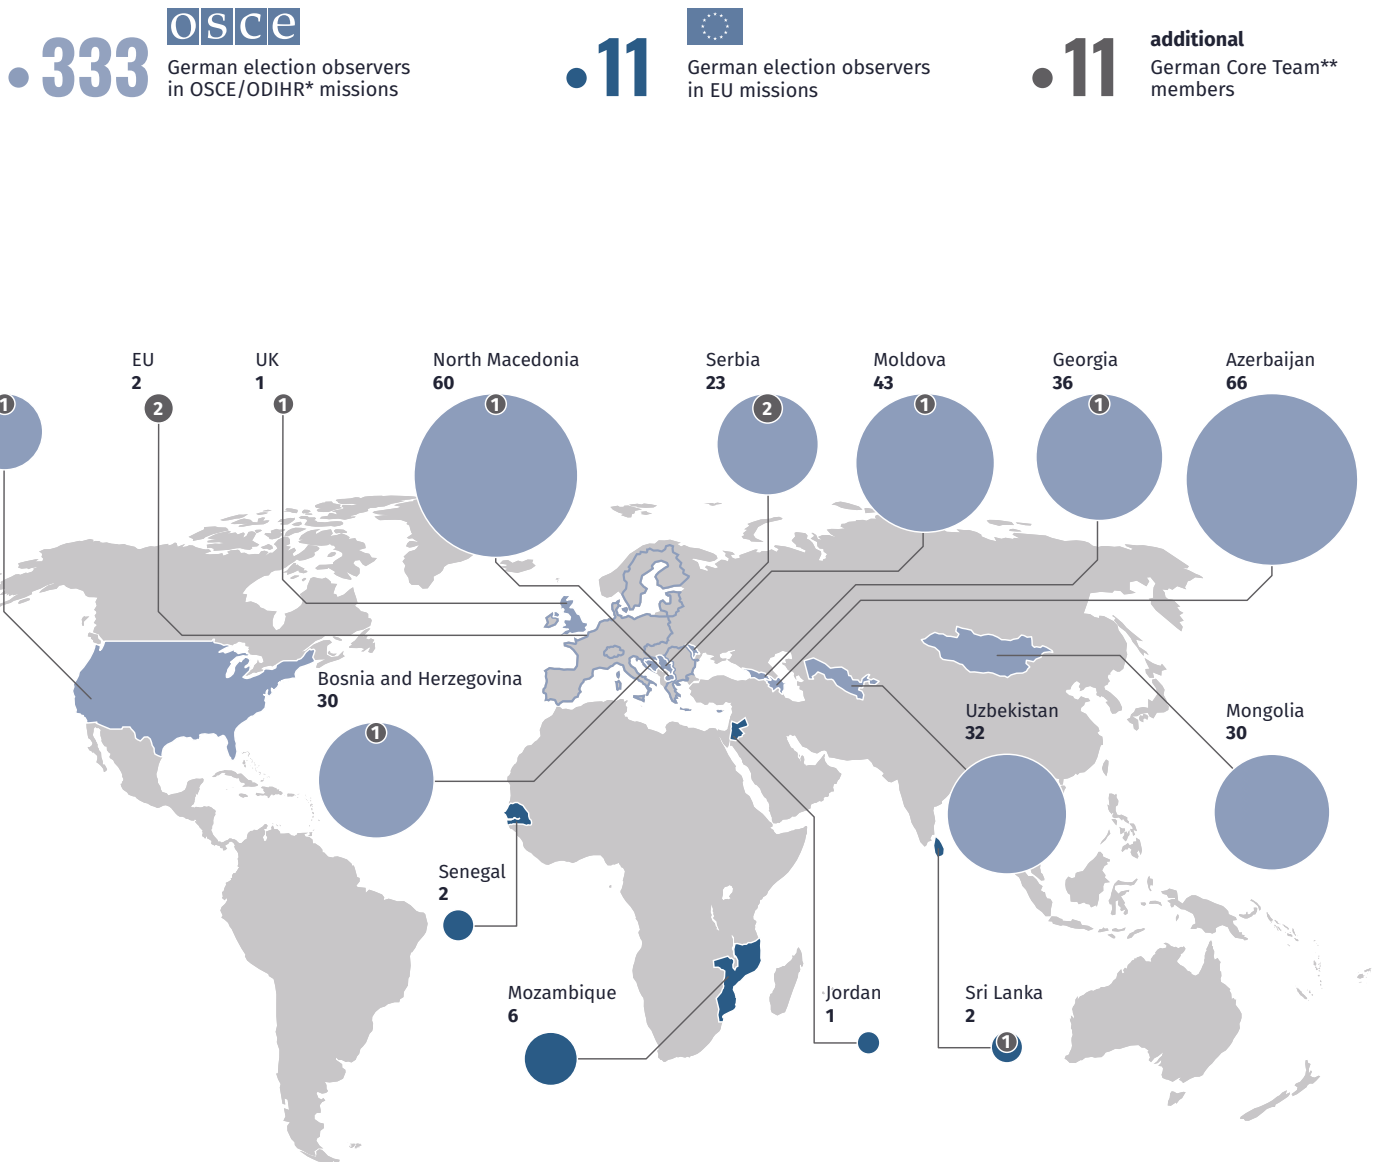 osce
333
German election observers
in OSCE/ODIHR* missions
11
German election observers
in EU missions
11
additional
German Core Team**
members
1
EU
2
2
UK
1
1
North Macedonia
60
1
Serbia
23
2
Moldova
43
1
Georgia
36
1
Azerbaijan
66
Bosnia and Herzegovina
30
1
Uzbekistan
32
Mongolia
30
Senegal
2
Mozambique
6
Jordan
1
Sri Lanka
2
1